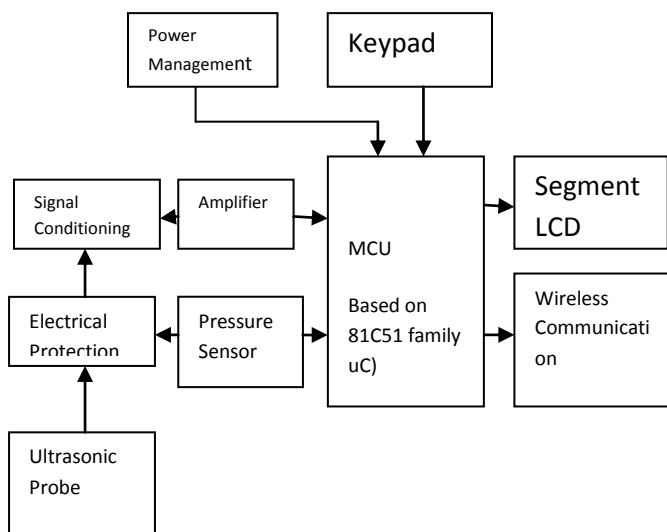 Power
Management
Keypad
Signal
Conditioning
Amplifier
MCU
Based on
81C51 family
uC)
Segment
LCD
Electrical
Protection
Pressure
Sensor
Wireless
Communicati
on
Ultrasonic
Probe